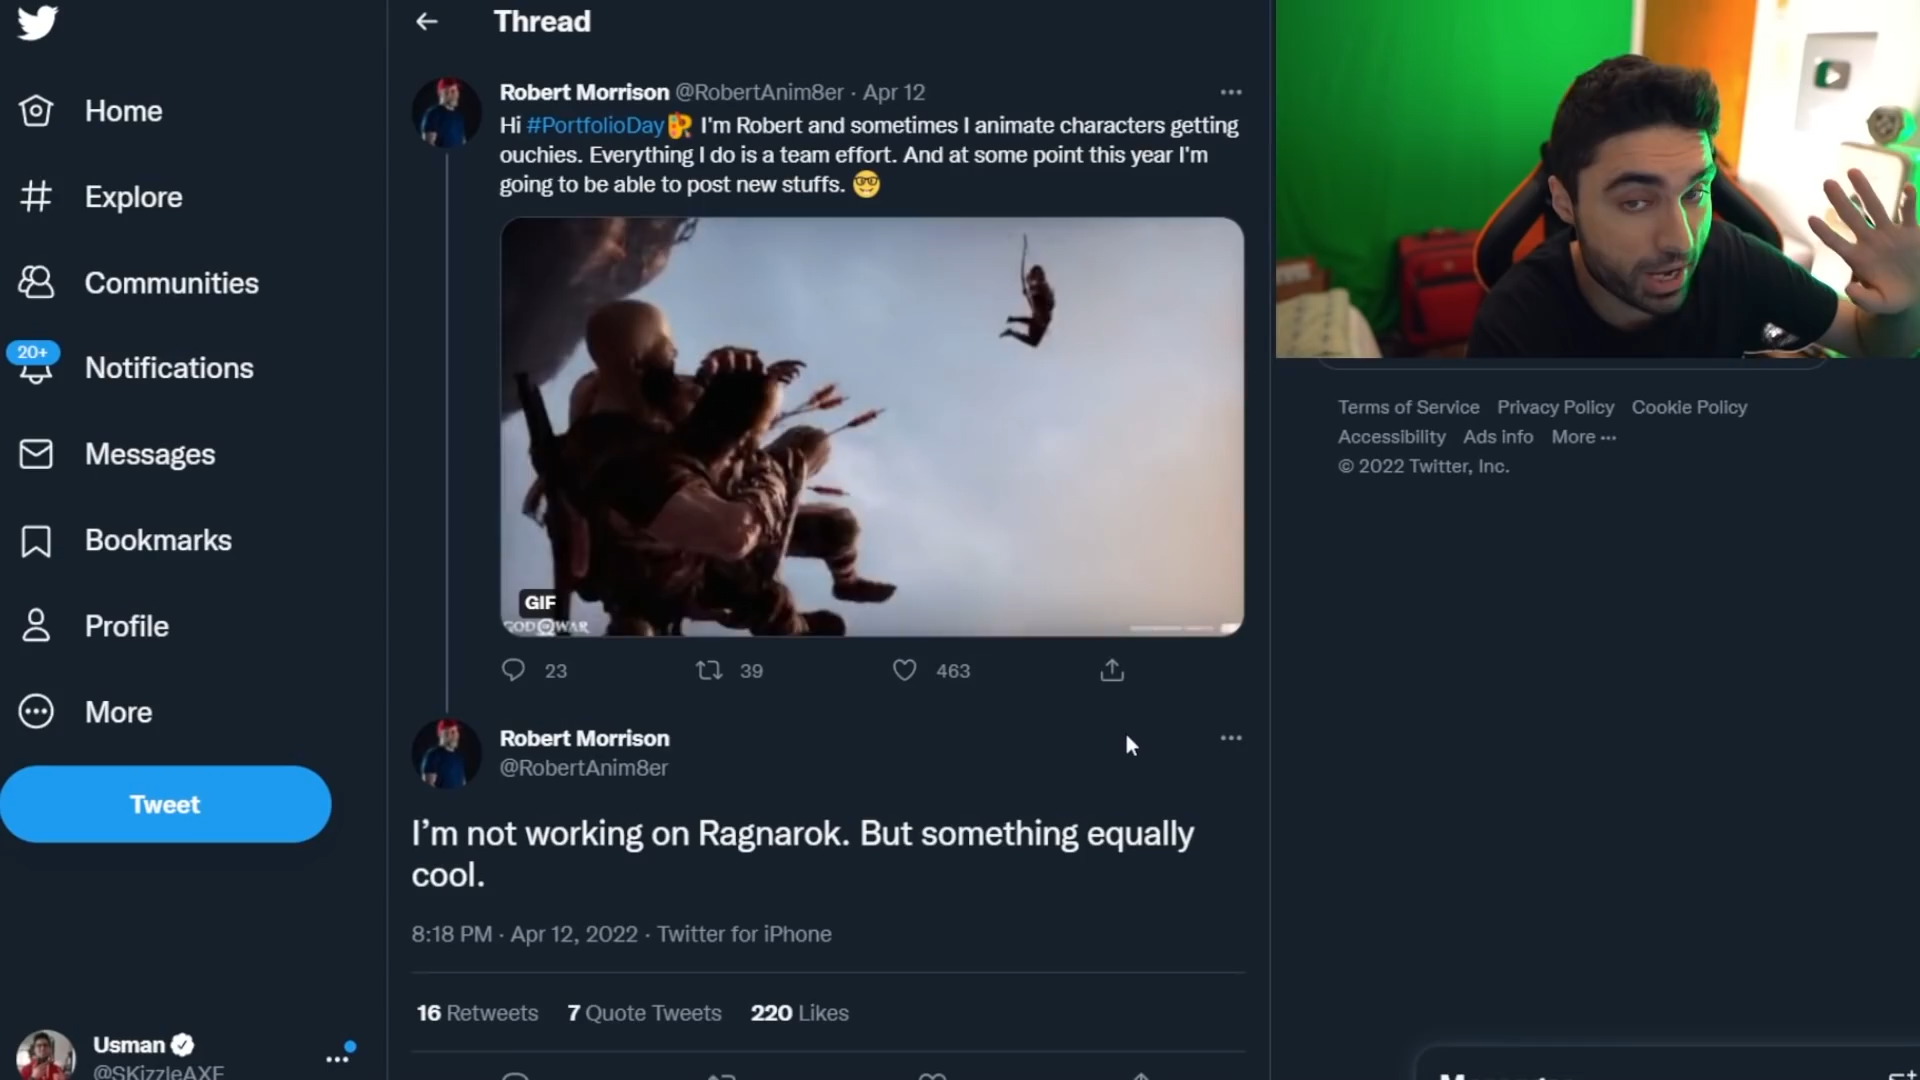 Thread
Home
Explore
Communities
20+
Notifications
Messages
Bookmarks
Profile
More
Tweet
Usman
@SKizzleAXE
Robert Morrison @RobertAnim8er · Apr 12
Hi #PortfolioDay I'm Robert and sometimes I animate characters getting
ouchies. Everything I do is a team effort. And at some point this year I'm
going to be able to post new stuffs. 🤓
GIF
GOD OF WAR
23 39 463
Robert Morrison
@RobertAnim8er
I’m not working on Ragnarok. But something equally
cool.
8:18 PM · Apr 12, 2022 · Twitter for iPhone
16 Retweets 7 Quote Tweets 220 Likes
Terms of Service Privacy Policy Cookie Policy
Accessibility Ads info More ···
© 2022 Twitter, Inc.